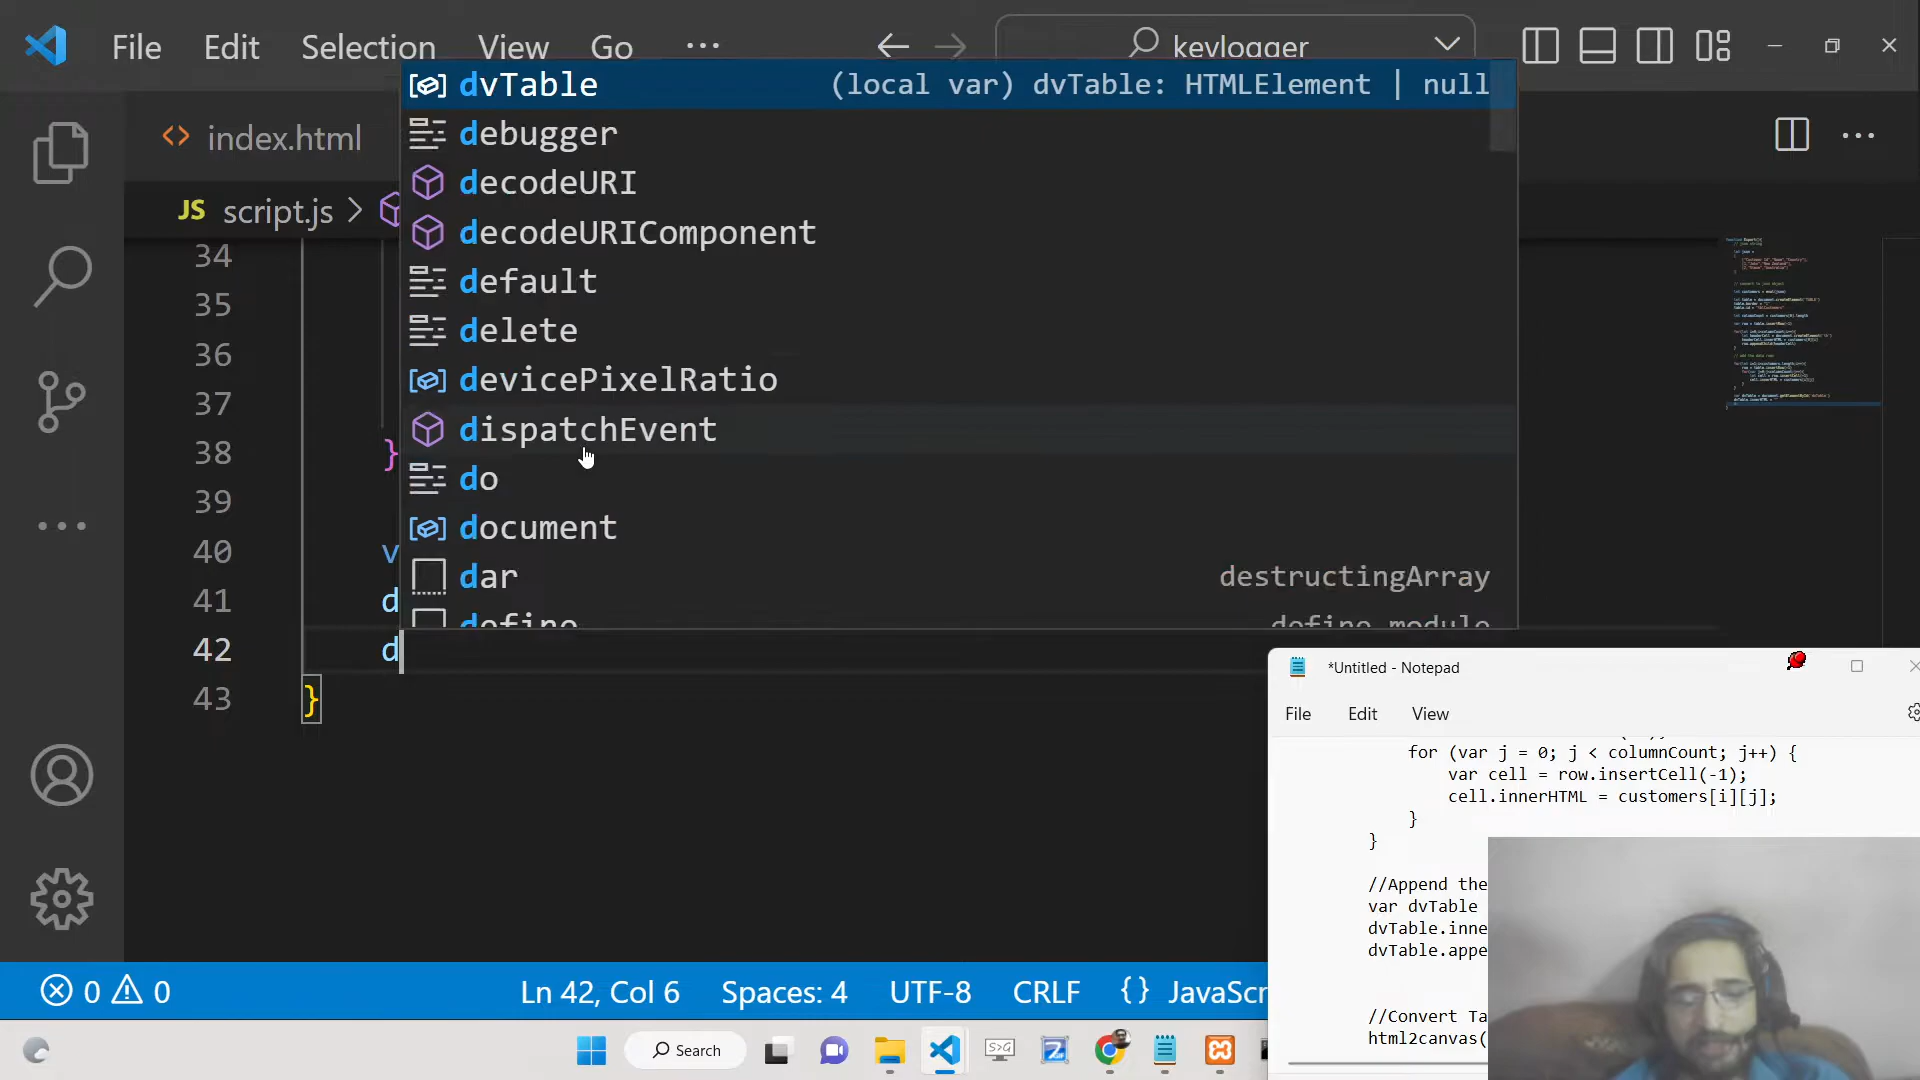 File Edit Selection View Go ··· keylogger
index.html
JS script.js >
dvTable (local var) dvTable: HTMLElement | null
debugger
decodeURI
decodeURIComponent
default
delete
devicePixelRatio
dispatchEvent
do
document
dar destructingArray
define define module
34
35
36
37
38 }
39
40 v
41 d
42 d
43 }
*Untitled - Notepad
File Edit View
for (var j = 0; j < columnCount; j++) {
var cell = row.insertCell(-1);
cell.innerHTML = customers[i][j];
}
}
//Append the
var dvTable
dvTable.inne
dvTable.appe
//Convert Ta
html2canvas(
0 0 Ln 42, Col 6 Spaces: 4 UTF-8 CRLF {} JavaScr
Search